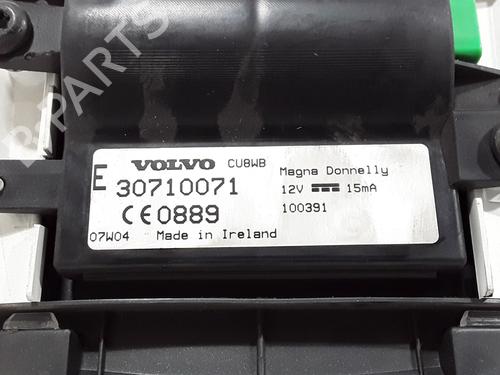 VOLVO CU8WB
E 30710071
CE0889
07W04 Made in Ireland
Magna Donnelly
12V ⎓ 15mA
100391
B-PARTS